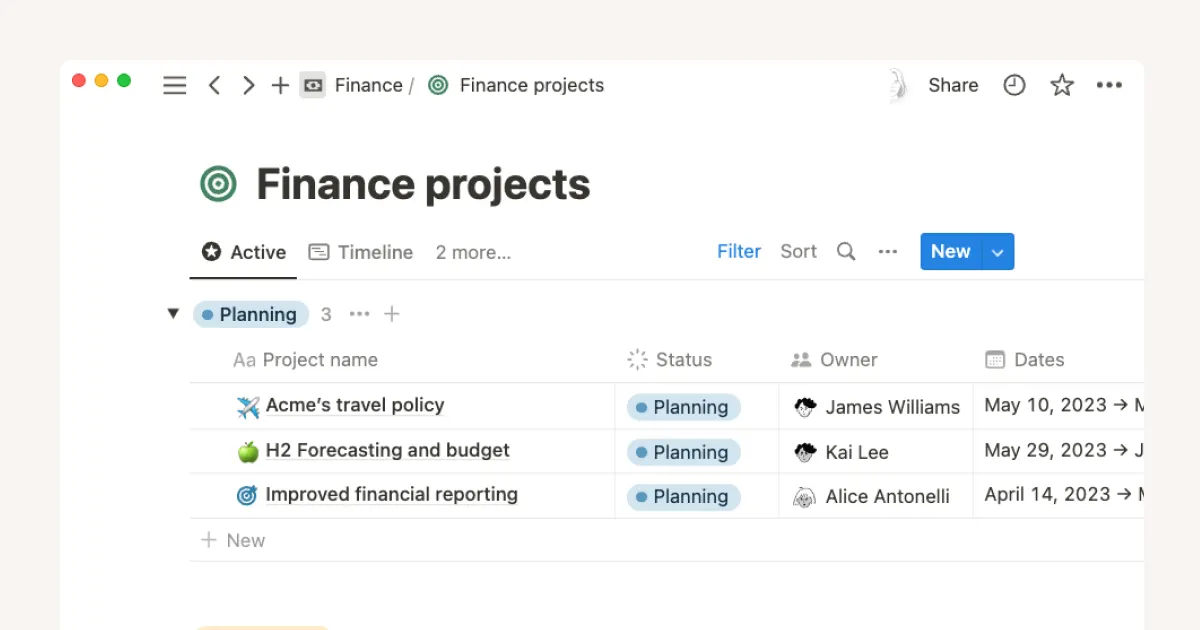 Finance / Finance projects Share
Finance projects
Active Timeline 2 more... Filter Sort New
Planning 3
Aa Project name Status Owner Dates
Acme’s travel policy Planning James Williams May 10, 2023 →
H2 Forecasting and budget Planning Kai Lee May 29, 2023 →
Improved financial reporting Planning Alice Antonelli April 14, 2023 →
+ New